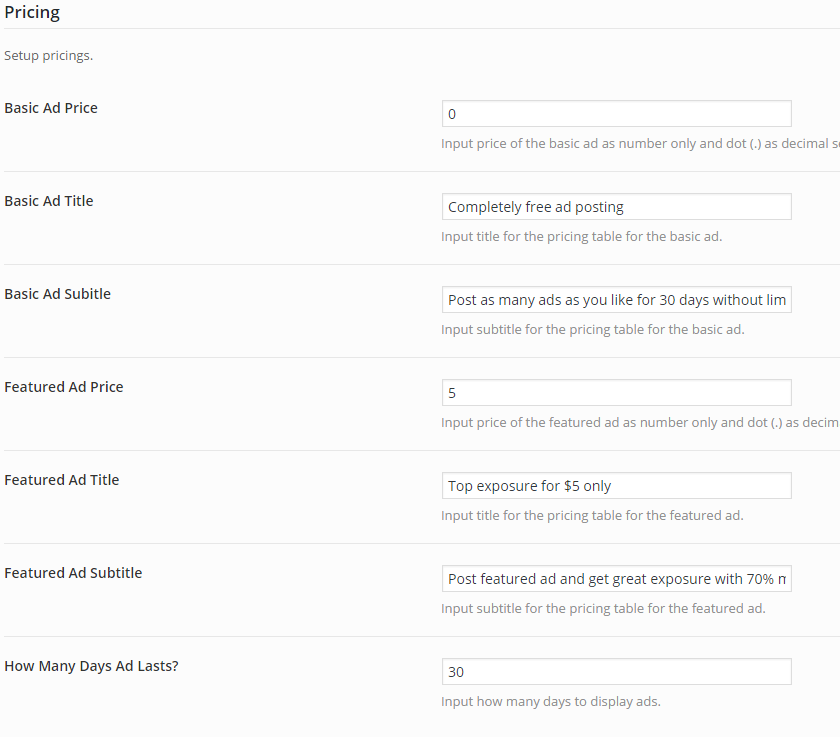 Pricing
Setup pricings.
Basic Ad Price
0
Input price of the basic ad as number only and dot (.) as decimal
Basic Ad Title
Completely free ad posting
Input title for the pricing table for the basic ad.
Basic Ad Subitle
Post as many ads as you like for 30 days without lim
Input subtitle for the pricing table for the basic ad.
Featured Ad Price
5
Input price of the featured ad as number only and dot (.) as decim
Featured Ad Title
Top exposure for $5 only
Input title for the pricing table for the featured ad.
Featured Ad Subtitle
Post featured ad and get great exposure with 70%
Input subtitle for the pricing table for the featured ad.
How Many Days Ad Lasts?
30
Input how many days to display ads.